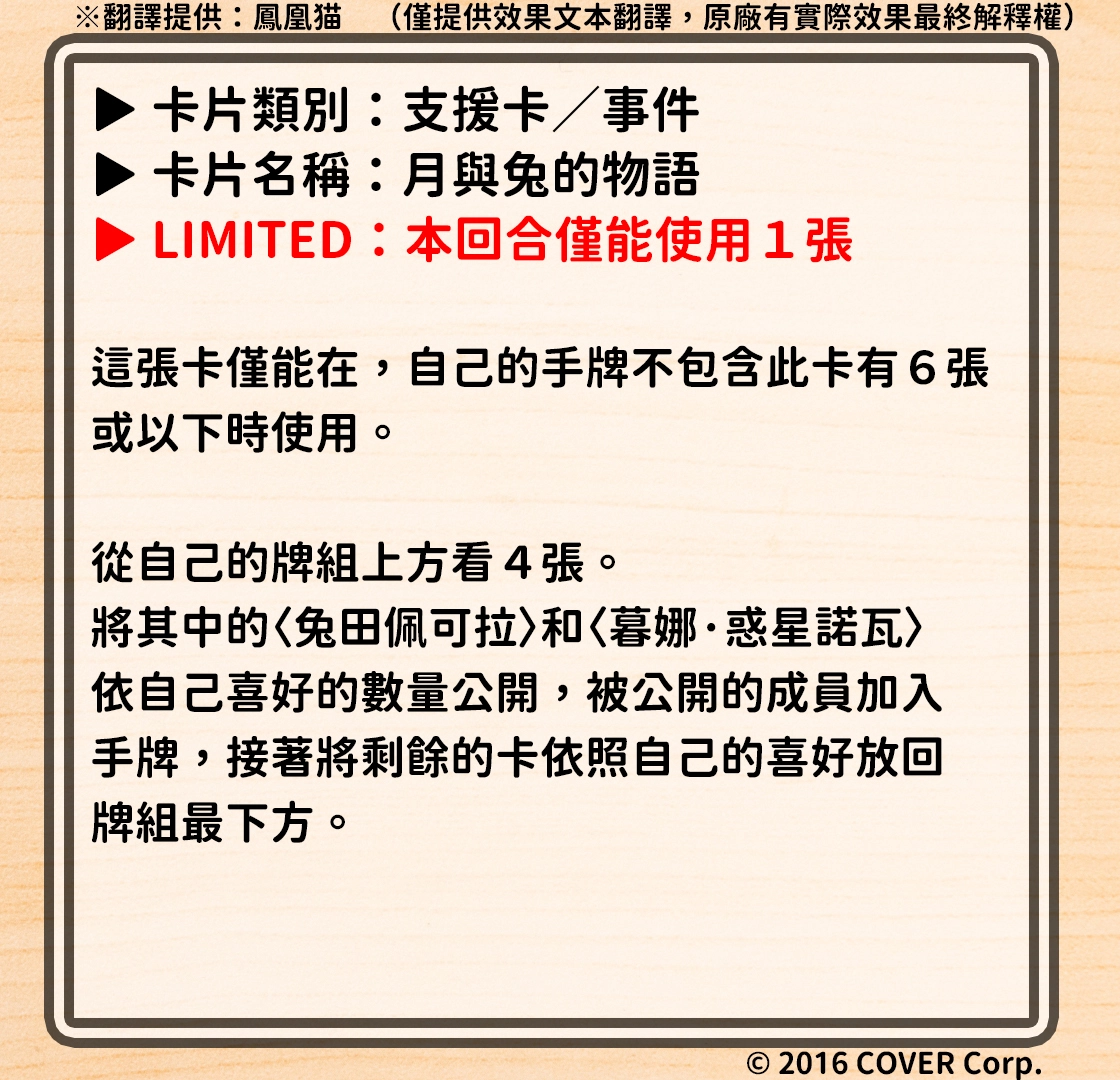 ※翻譯提供：鳳凰猫　（僅提供效果文本翻譯，原廠有實際效果最終解釋權）
▶ 卡片類別：支援卡／事件
▶ 卡片名稱：月與兔的物語
▶ LIMITED：本回合僅能使用１張
這張卡僅能在，自己的手牌不包含此卡有６張
或以下時使用。
從自己的牌組上方看４張。
將其中的〈兔田佩可拉〉和〈暮娜·惑星諾瓦〉
依自己喜好的數量公開，被公開的成員加入
手牌，接著將剩餘的卡依照自己的喜好放回
牌組最下方。
© 2016 COVER Corp.